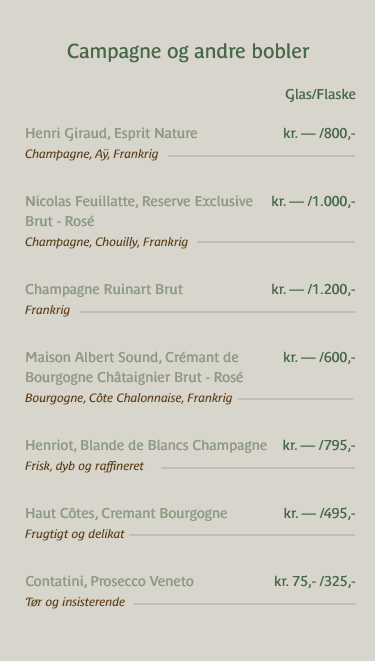 Campagne og andre bobler
Glas/Flaske
Henri Giraud, Esprit Nature kr. — /800,-
Champagne, Aÿ, Frankrig
Nicolas Feuillatte, Reserve Exclusive kr. — /1.000,-
Brut - Rosé
Champagne, Chouilly, Frankrig
Champagne Ruinart Brut kr. — /1.200,-
Frankrig
Maison Albert Sound, Crémant de kr. — /600,-
Bourgogne Châtaignier Brut - Rosé
Bourgogne, Côte Chalonnaise, Frankrig
Henriot, Blande de Blancs Champagne kr. — /795,-
Frisk, dyb og raffineret
Haut Côtes, Cremant Bourgogne kr. — /495,-
Frugtigt og delikat
Contatini, Prosecco Veneto kr. 75,- /325,-
Tør og insisterende